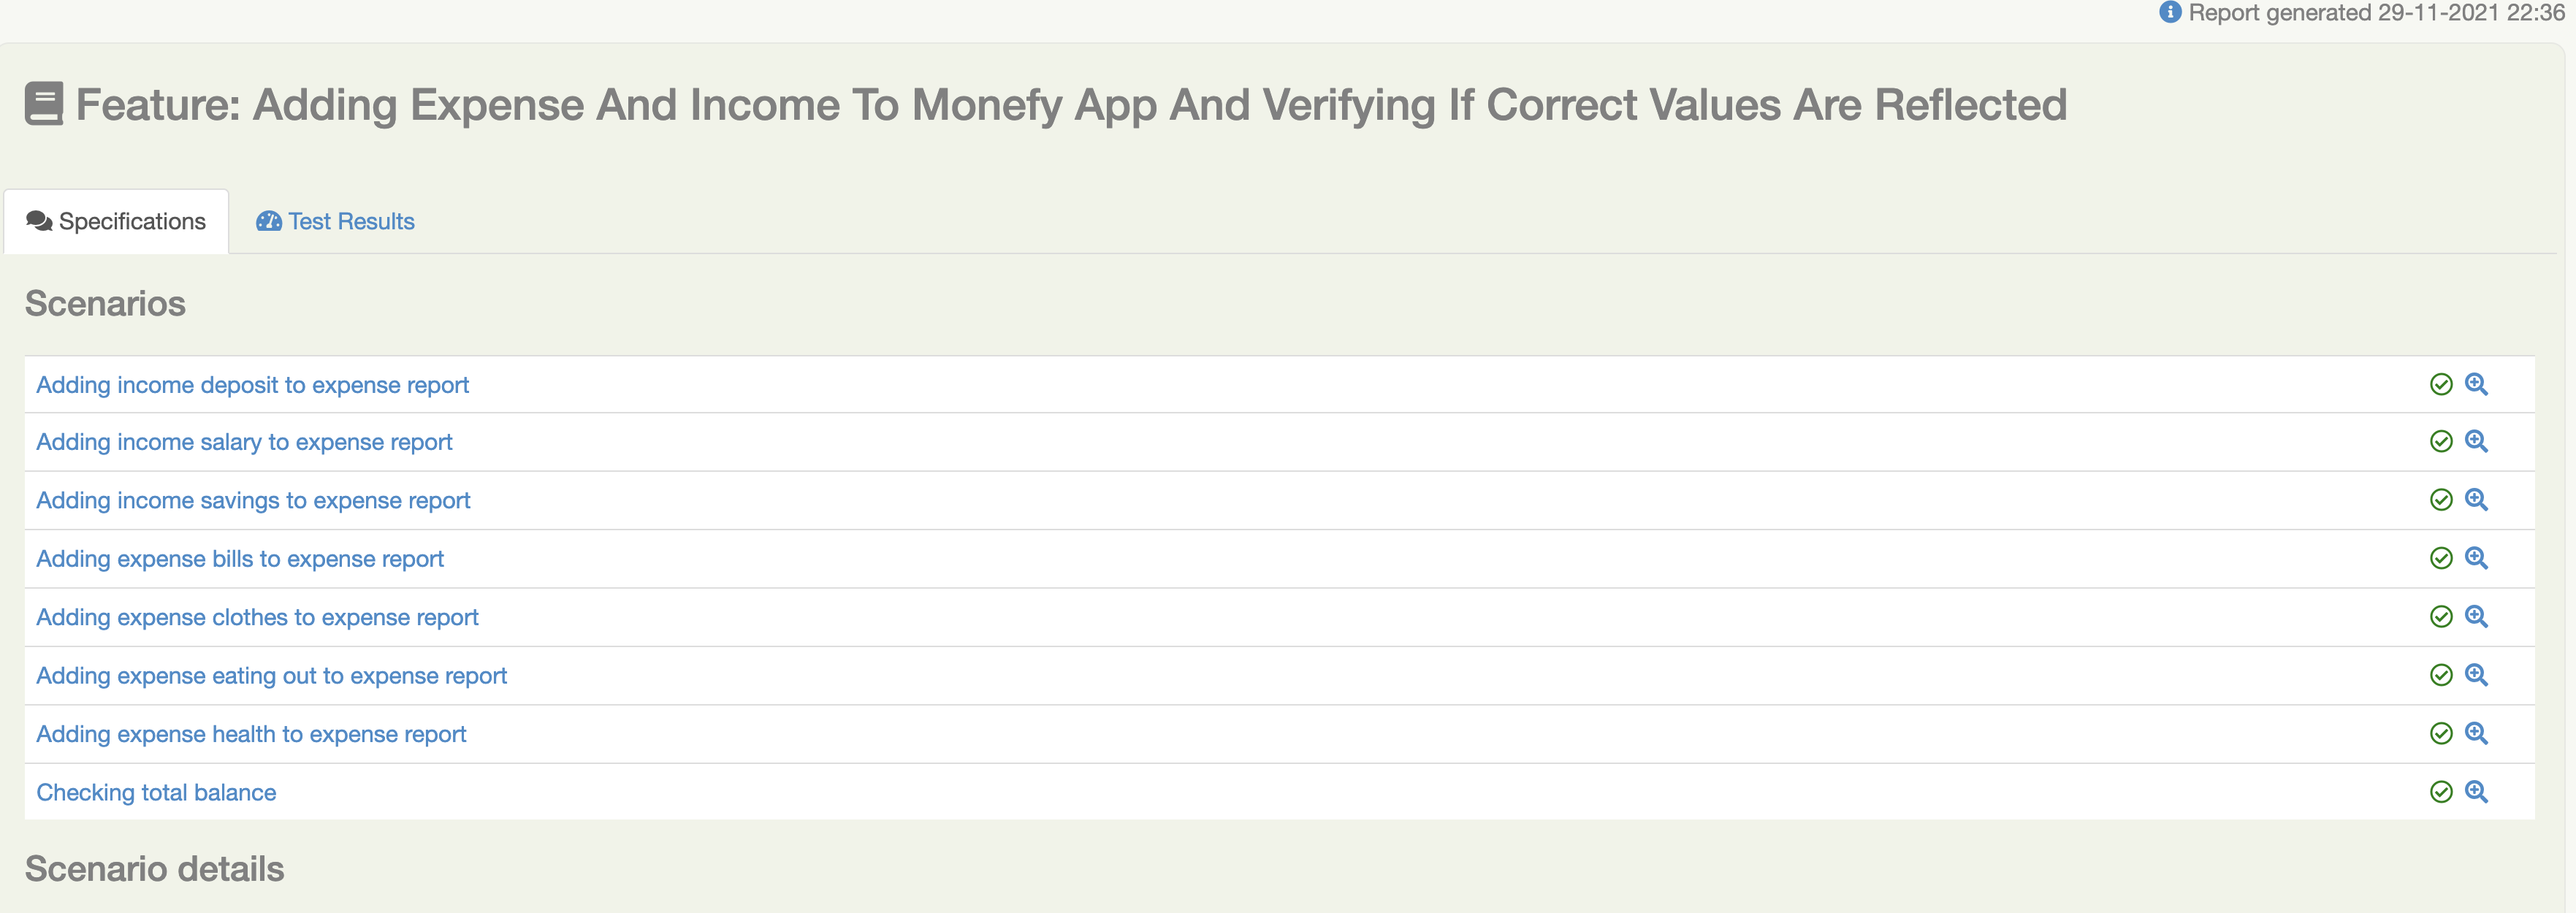 Report generated 29-11-2021 22:36
Feature: Adding Expense And Income To Monefy App And Verifying If Correct Values Are Reflected
Specifications
Test Results
Scenarios
Adding income deposit to expense report
Adding income salary to expense report
Adding income savings to expense report
Adding expense bills to expense report
Adding expense clothes to expense report
Adding expense eating out to expense report
Adding expense health to expense report
Checking total balance
Scenario details